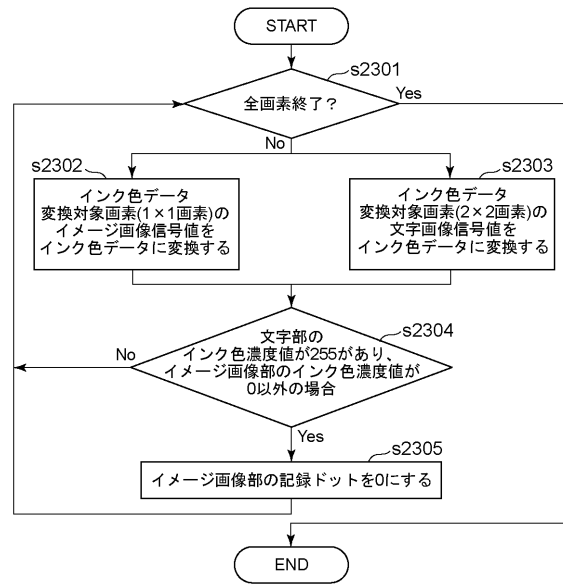 START
s2301
全画素終了?
Yes
No
s2302
インク色データ
変換対象画素(1×1画素)の
イメージ画像信号値を
インク色データに変換する
s2303
インク色データ
変換対象画素(2×2画素)の
文字画像信号値を
インク色データに変換する
s2304
文字部の
インク色濃度値が255があり、
イメージ画像部のインク色濃度値が
0以外の場合
No
Yes
s2305
イメージ画像部の記録ドットを0にする
END